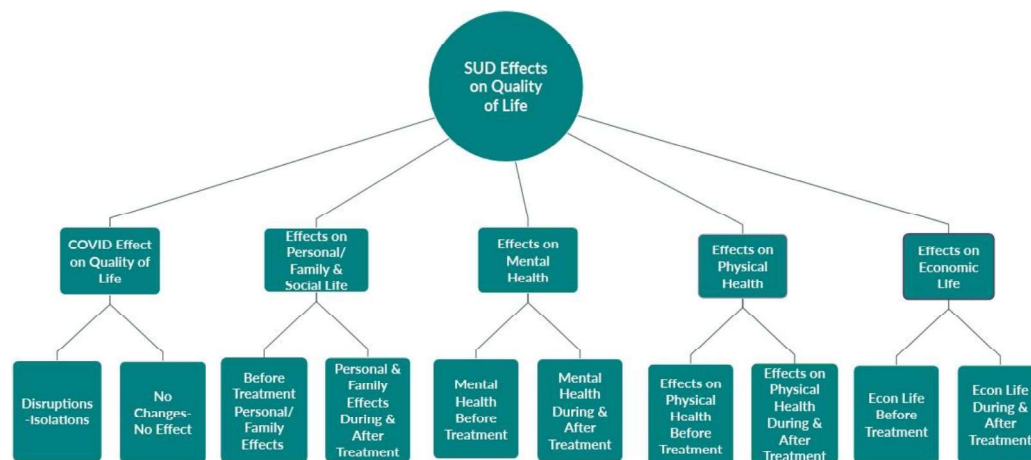 SUD Effects
on Quality
of Life
COVID Effect
on Quality of
Life
Effects on
Personal/
Family &
Social Life
Effects on
Mental
Health
Effects on
Physical
Health
Effects on
Economic
Life
Disruptions
-Isolations
No
Changes-
No Effect
Before
Treatment
Personal/
Family
Effects
Personal &
Family
Effects
During &
After
Treatment
Mental
Health
Before
Treatment
Mental
Health
During &
After
Treatment
Effects on
Physical
Health
Before
Treatment
Effects on
Physical
Health
During &
After
Treatment
Econ Life
Before
Treatment
Econ Life
During &
After
Treatment